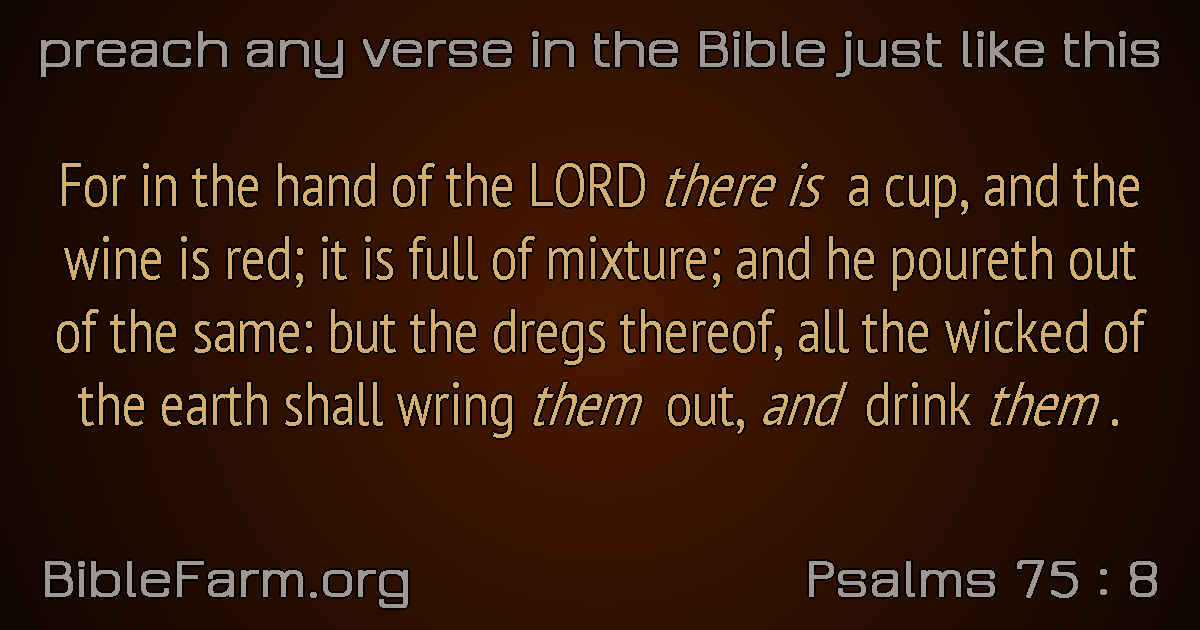 preach any verse in the Bible just like this
For in the hand of the LORD there is a cup, and the
wine is red; it is full of mixture; and he poureth out
of the same: but the dregs thereof, all the wicked of
the earth shall wring them out, and drink them .
BibleFarm.org
Psalms 75 : 8